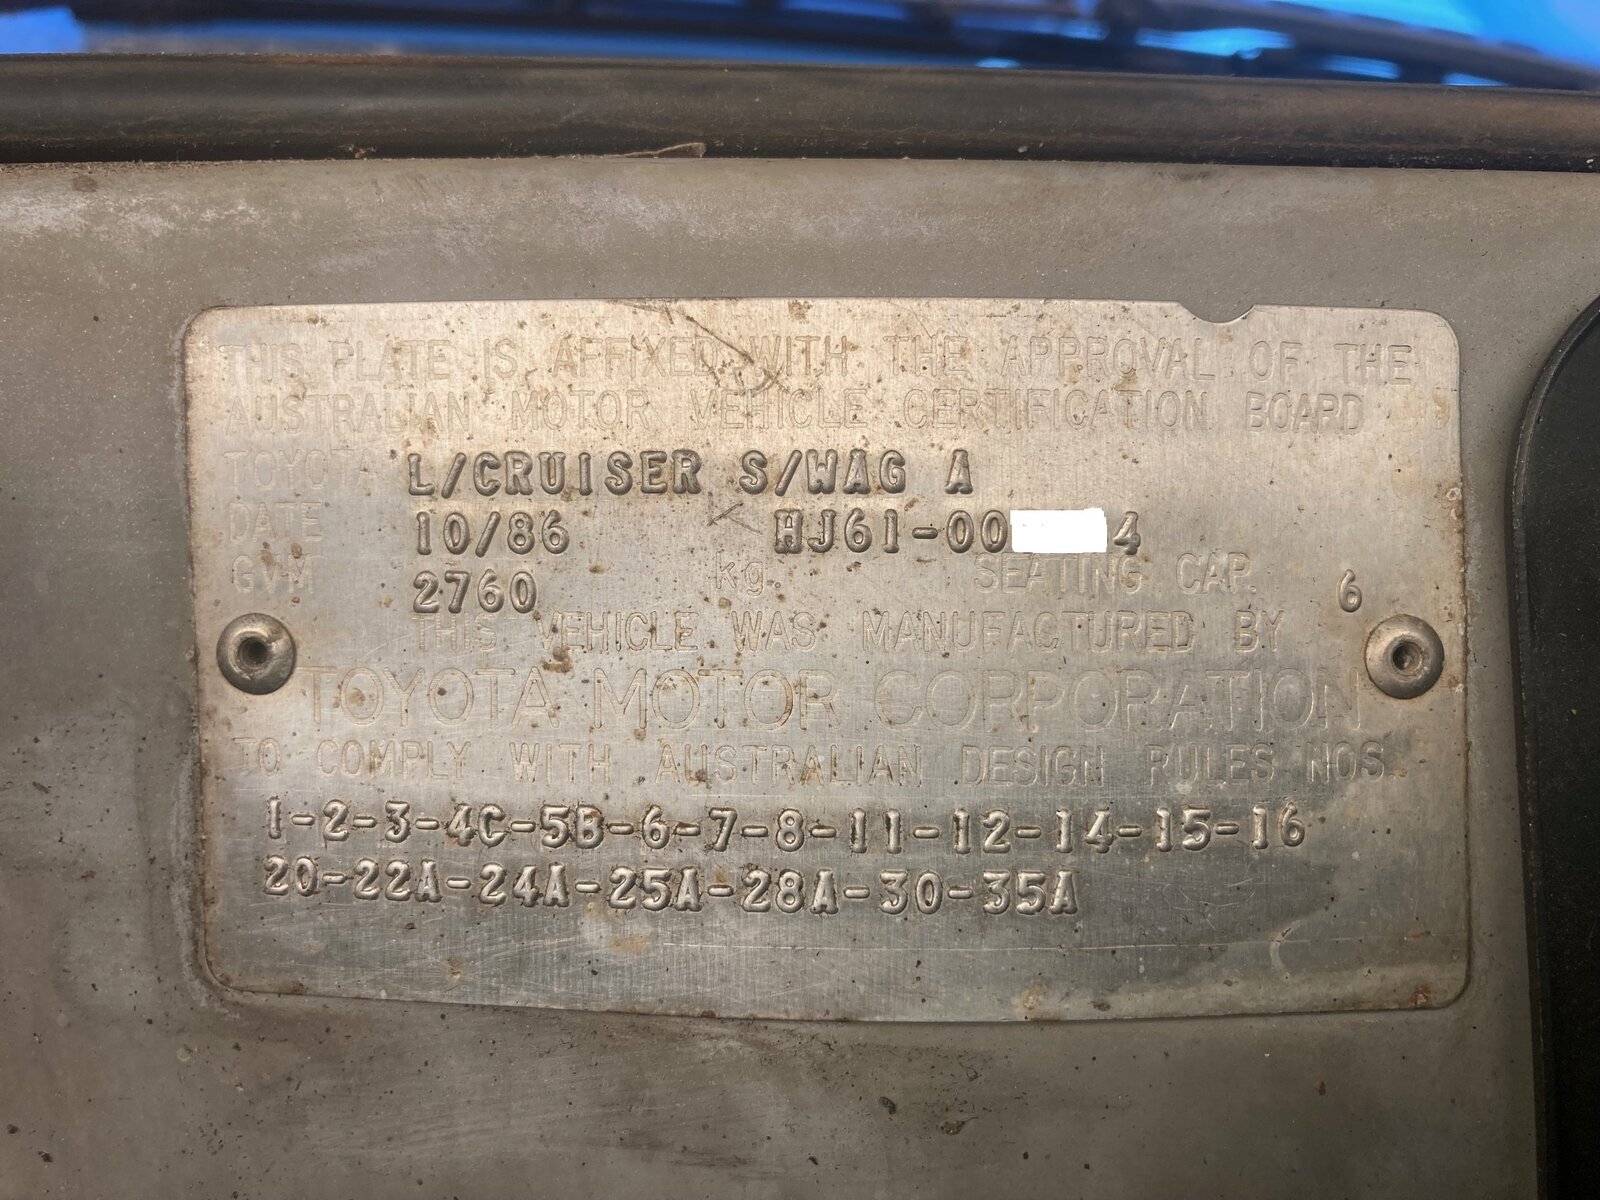 THIS PLATE IS AFFIXED WITH THE APPROVAL OF THE
AUSTRALIAN MOTOR VEHICLE CERTIFICATION BOARD
TOYOTA L/CRUISER S/WAG A
DATE 10/86 HJ61-00 4
GVM 2760 kg. SEATING CAP. 6
THIS VEHICLE WAS MANUFACTURED BY
TOYOTA MOTOR CORPORATION
TO COMPLY WITH AUSTRALIAN DESIGN RULES NOS.
1-2-3-4C-5B-6-7-8-11-12-14-15-16
20-22A-24A-25A-28A-30-35A